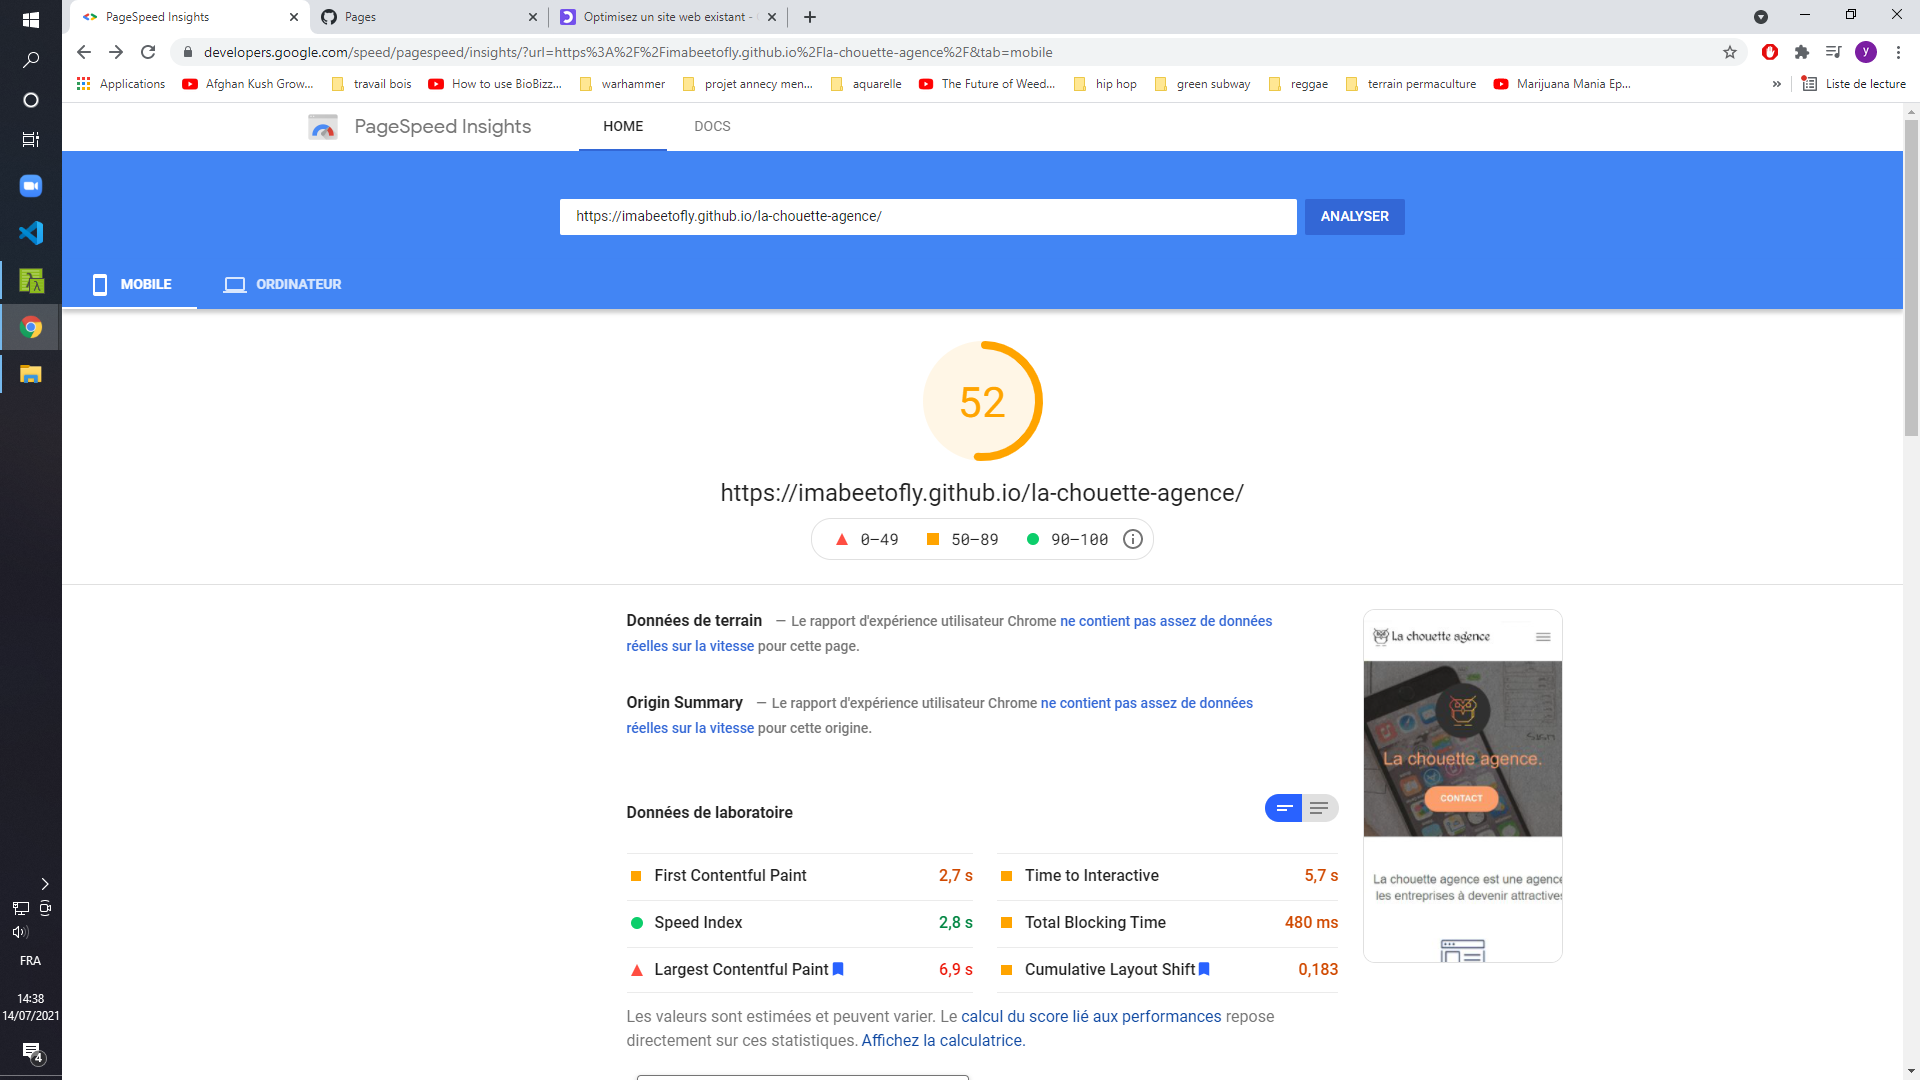 PageSpeed Insights
Pages
Optimisez un site web existant -
developers.google.com/speed/pagespeed/insights/?url=https%3A%2F%2Fimabeetofly.github.io%2Fla-chouette-agence%2F&tab=mobile
y
Applications
Afghan Kush Grow...
travail bois
How to use BioBizz...
warhammer
projet annecy men...
aquarelle
The Future of Weed...
hip hop
green subway
reggae
terrain permaculture
Marijuana Mania Ep...
»
Liste de lecture
PageSpeed Insights
HOME
DOCS
https://imabeetofly.github.io/la-chouette-agence/
ANALYSER
MOBILE
ORDINATEUR
52
https://imabeetofly.github.io/la-chouette-agence/
0–49
50–89
90–100
Données de terrain — Le rapport d'expérience utilisateur Chrome ne contient pas assez de données
réelles sur la vitesse pour cette page.
Origin Summary — Le rapport d'expérience utilisateur Chrome ne contient pas assez de données
réelles sur la vitesse pour cette origine.
La chouette agence
La chouette agence.
CONTACT
La chouette agence est une agence
les entreprises à devenir attractives
Données de laboratoire
First Contentful Paint 2,7 s
Time to Interactive 5,7 s
Speed Index 2,8 s
Total Blocking Time 480 ms
Largest Contentful Paint 6,9 s
Cumulative Layout Shift 0,183
Les valeurs sont estimées et peuvent varier. Le calcul du score lié aux performances repose
directement sur ces statistiques. Affichez la calculatrice.
FRA
14:38
14/07/2021
4